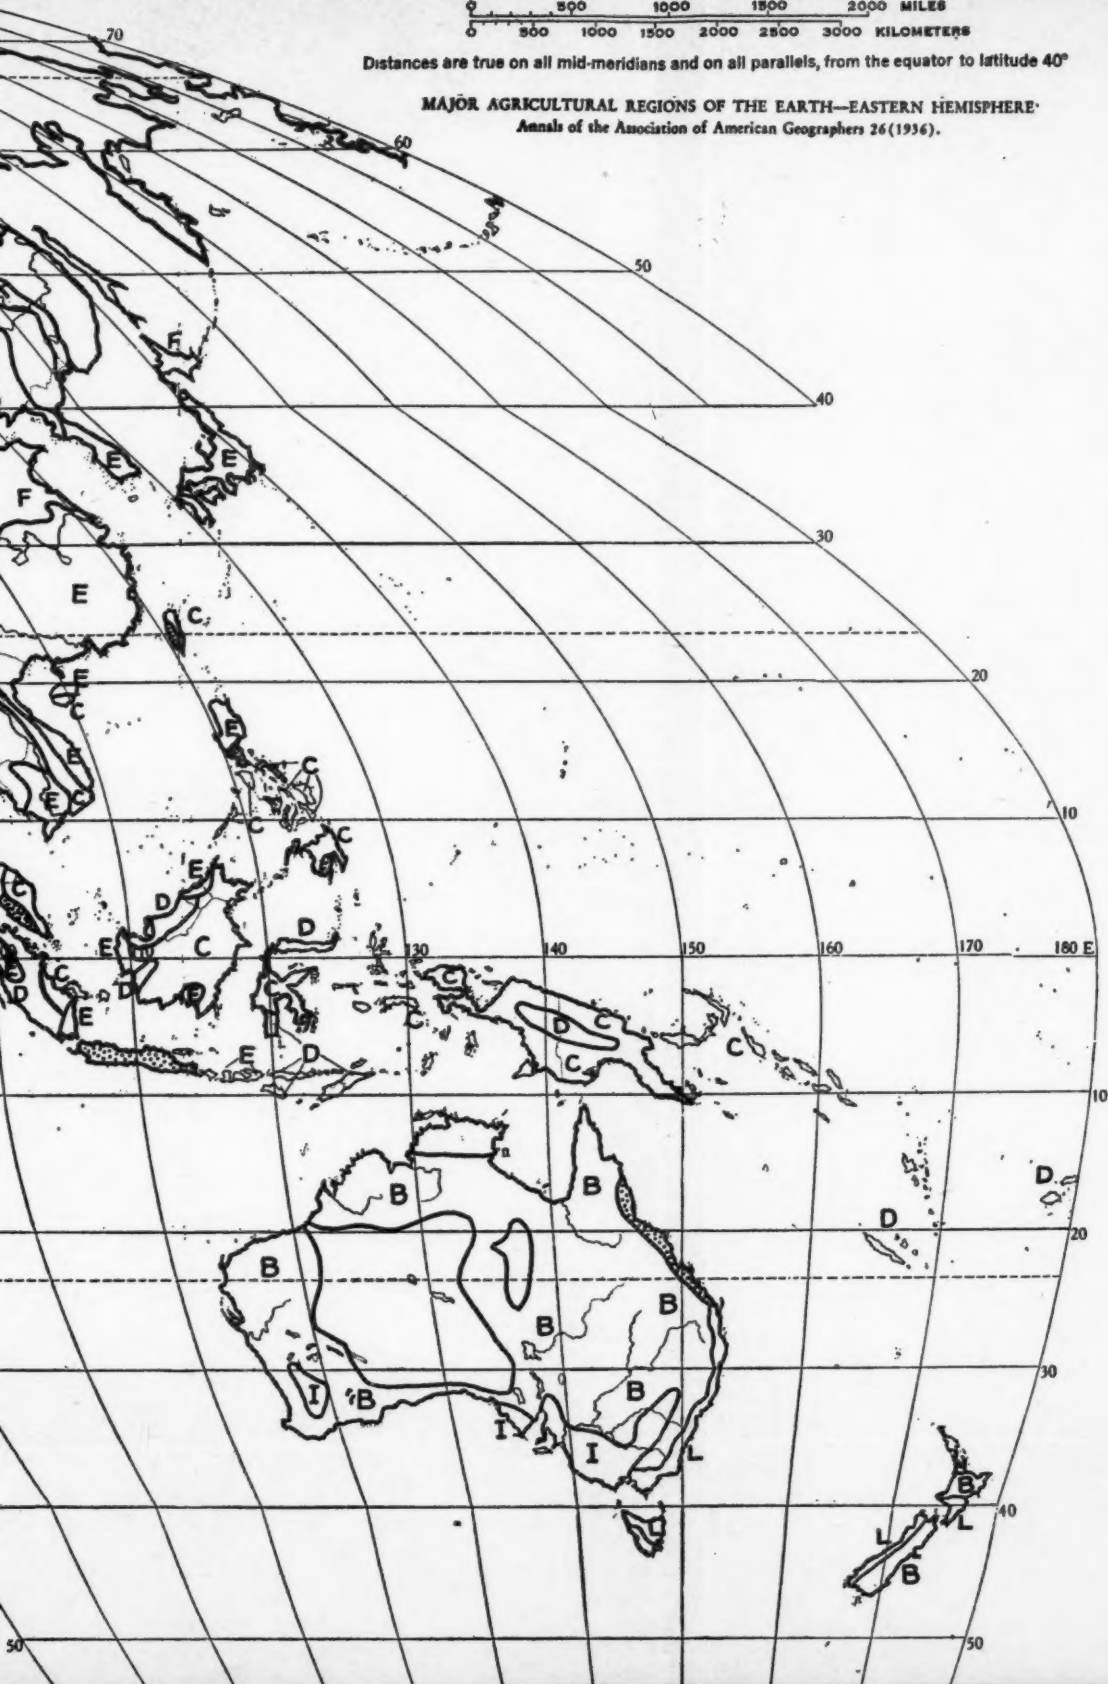 0 500 1000 1500 2000 MILES
0 500 1000 1500 2000 2500 3000 KILOMETERS
Distances are true on all mid-meridians and on all parallels, from the equator to latitude 40°
MAJOR AGRICULTURAL REGIONS OF THE EARTH—EASTERN HEMISPHERE
Annals of the Association of American Geographers 26(1936).
70
60
50
F
40
E
E
F
30
E
C
20
E
C
E
E
C
E
C
10
C
C
E
E
C
D
D
E
C
130
140
150
160
170
180 E.
C
C
C
D
D
E
E
C
D
C
C
C
E
D
C
10
B
B
D
D
20
B
B
B
30
I
B
B
I
I
L
B
40
L
L
L
B
50
50